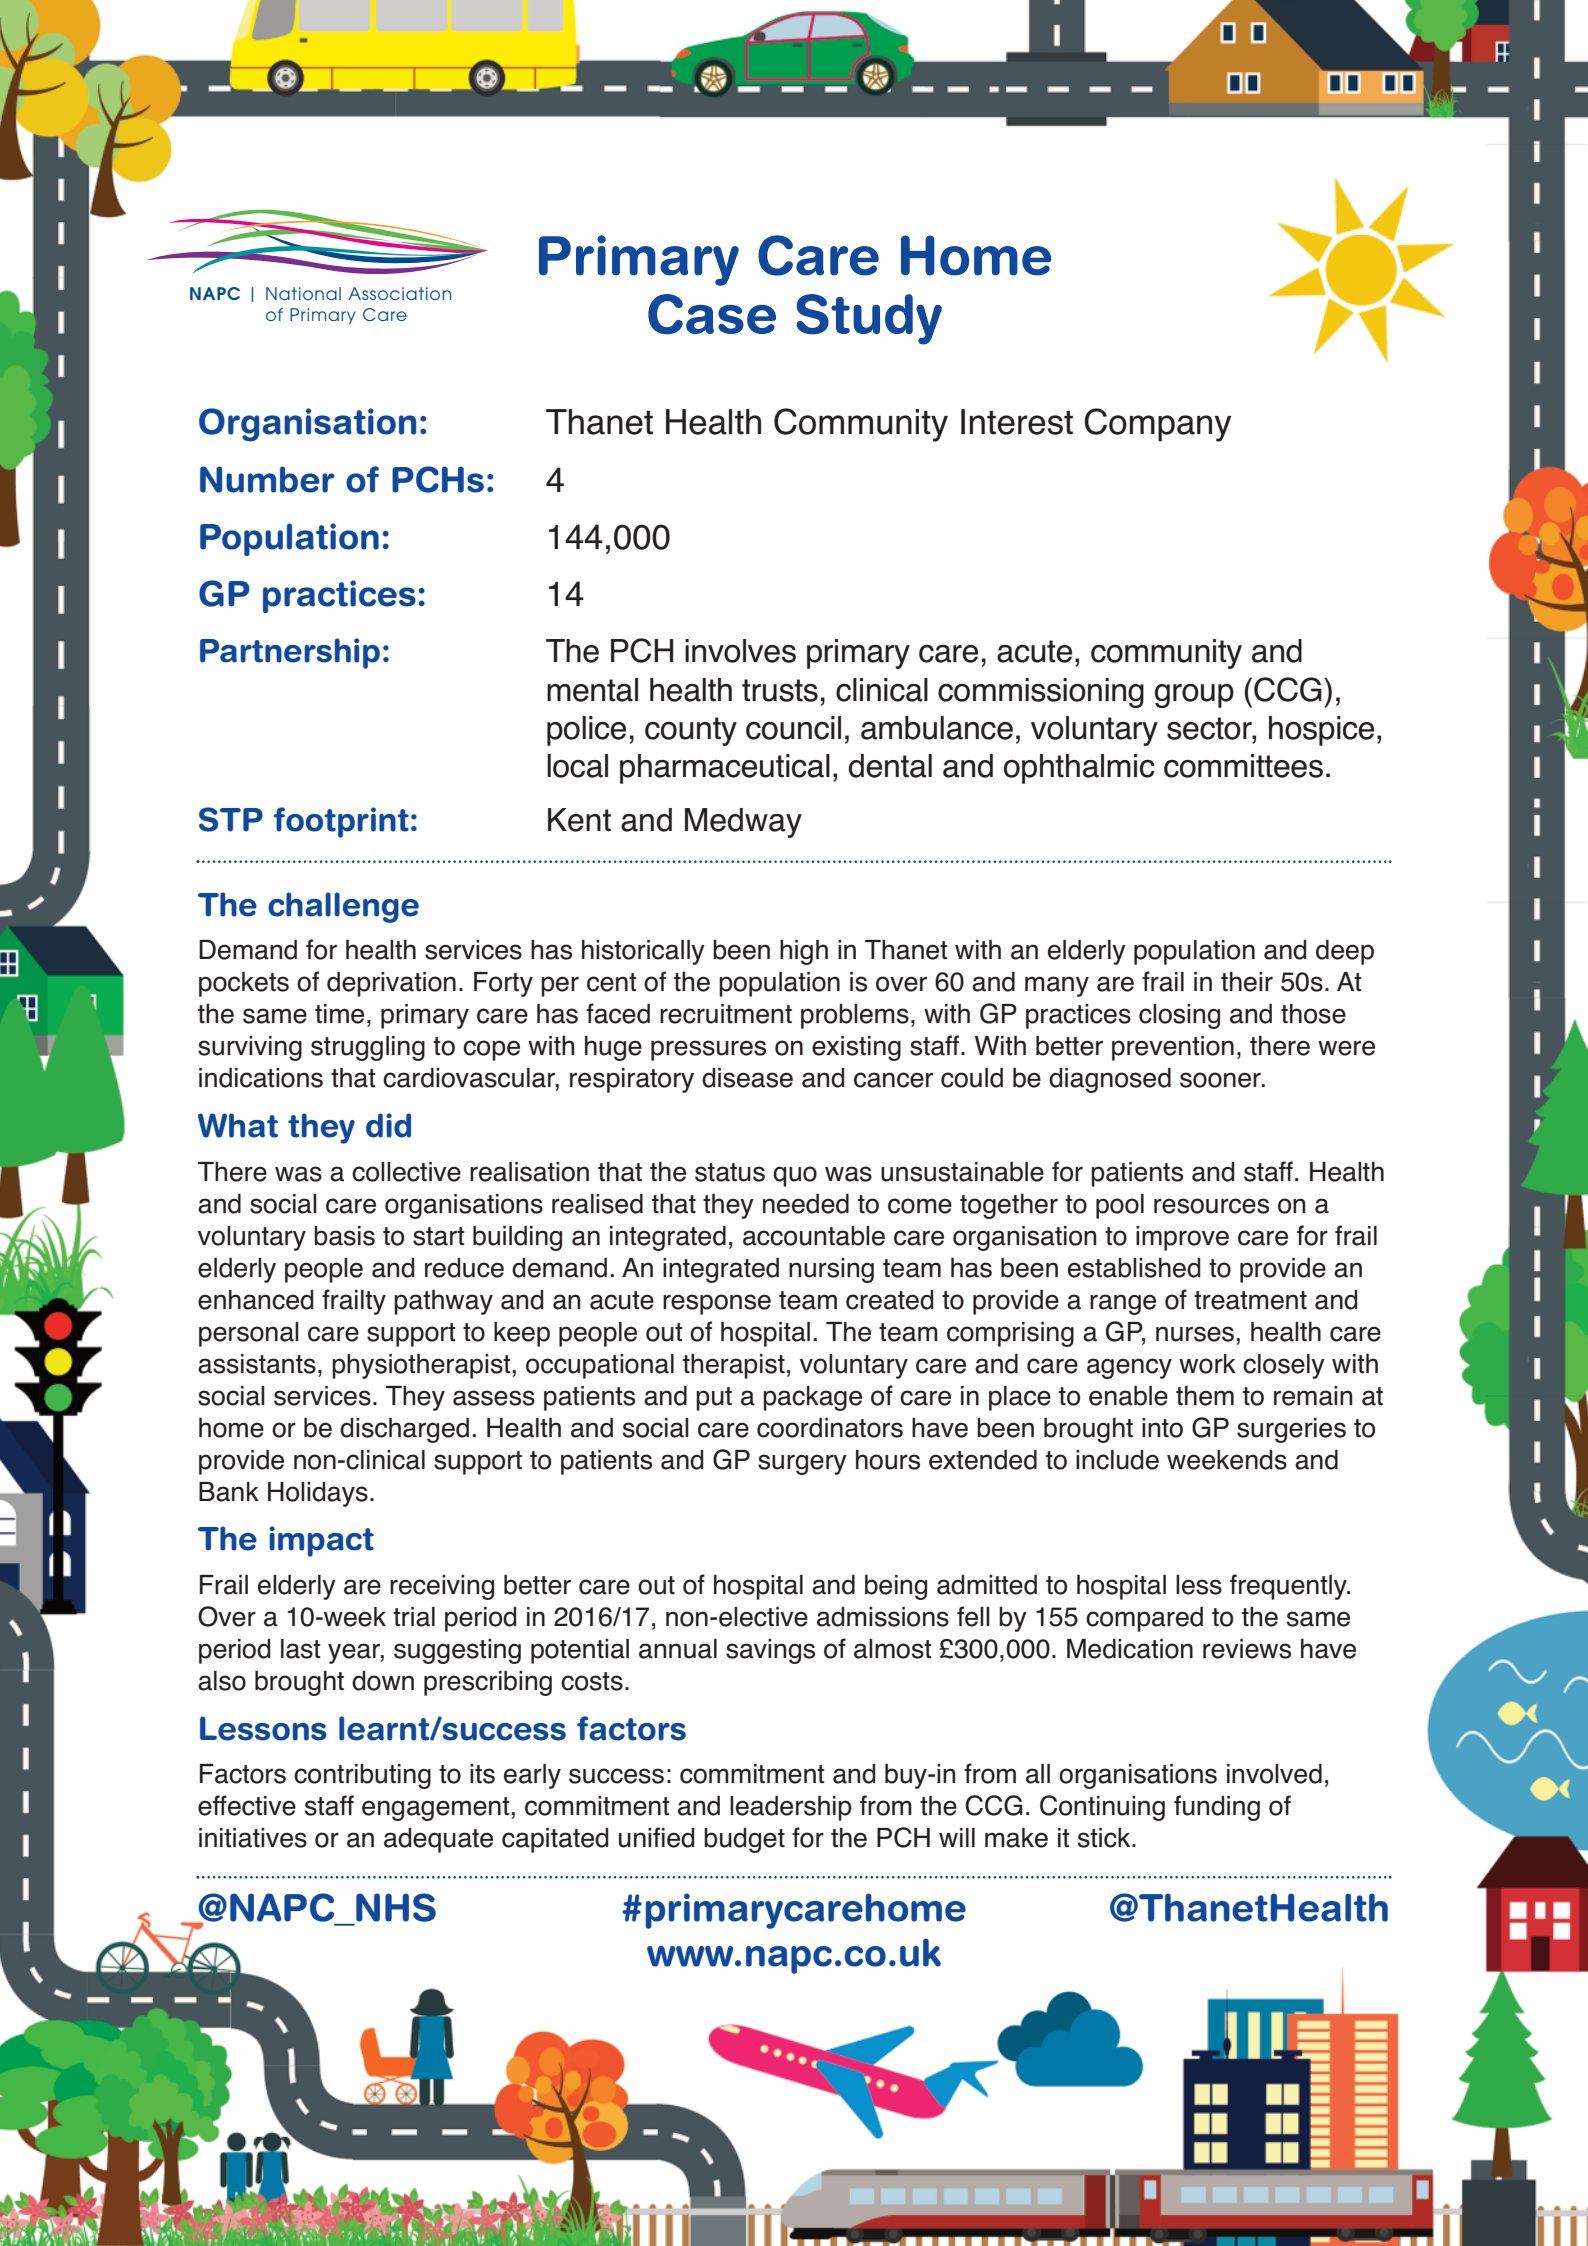 NAPC | National Association
of Primary Care
Primary Care Home
Case Study
Organisation: Thanet Health Community Interest Company
Number of PCHs: 4
Population: 144,000
GP practices: 14
Partnership: The PCH involves primary care, acute, community and
mental health trusts, clinical commissioning group (CCG),
police, county council, ambulance, voluntary sector, hospice,
local pharmaceutical, dental and ophthalmic committees.
STP footprint: Kent and Medway
The challenge
Demand for health services has historically been high in Thanet with an elderly population and deep
pockets of deprivation. Forty per cent of the population is over 60 and many are frail in their 50s. At
the same time, primary care has faced recruitment problems, with GP practices closing and those
surviving struggling to cope with huge pressures on existing staff. With better prevention, there were
indications that cardiovascular, respiratory disease and cancer could be diagnosed sooner.
What they did
There was a collective realisation that the status quo was unsustainable for patients and staff. Health
and social care organisations realised that they needed to come together to pool resources on a
voluntary basis to start building an integrated, accountable care organisation to improve care for frail
elderly people and reduce demand. An integrated nursing team has been established to provide an
enhanced frailty pathway and an acute response team created to provide a range of treatment and
personal care support to keep people out of hospital. The team comprising a GP, nurses, health care
assistants, physiotherapist, occupational therapist, voluntary care and care agency work closely with
social services. They assess patients and put a package of care in place to enable them to remain at
home or be discharged. Health and social care coordinators have been brought into GP surgeries to
provide non-clinical support to patients and GP surgery hours extended to include weekends and
Bank Holidays.
The impact
Frail elderly are receiving better care out of hospital and being admitted to hospital less frequently.
Over a 10-week trial period in 2016/17, non-elective admissions fell by 155 compared to the same
period last year, suggesting potential annual savings of almost £300,000. Medication reviews have
also brought down prescribing costs.
Lessons learnt/success factors
Factors contributing to its early success: commitment and buy-in from all organisations involved,
effective staff engagement, commitment and leadership from the CCG. Continuing funding of
initiatives or an adequate capitated unified budget for the PCH will make it stick.
@NAPC_NHS #primarycarehome @ThanetHealth
www.napc.co.uk